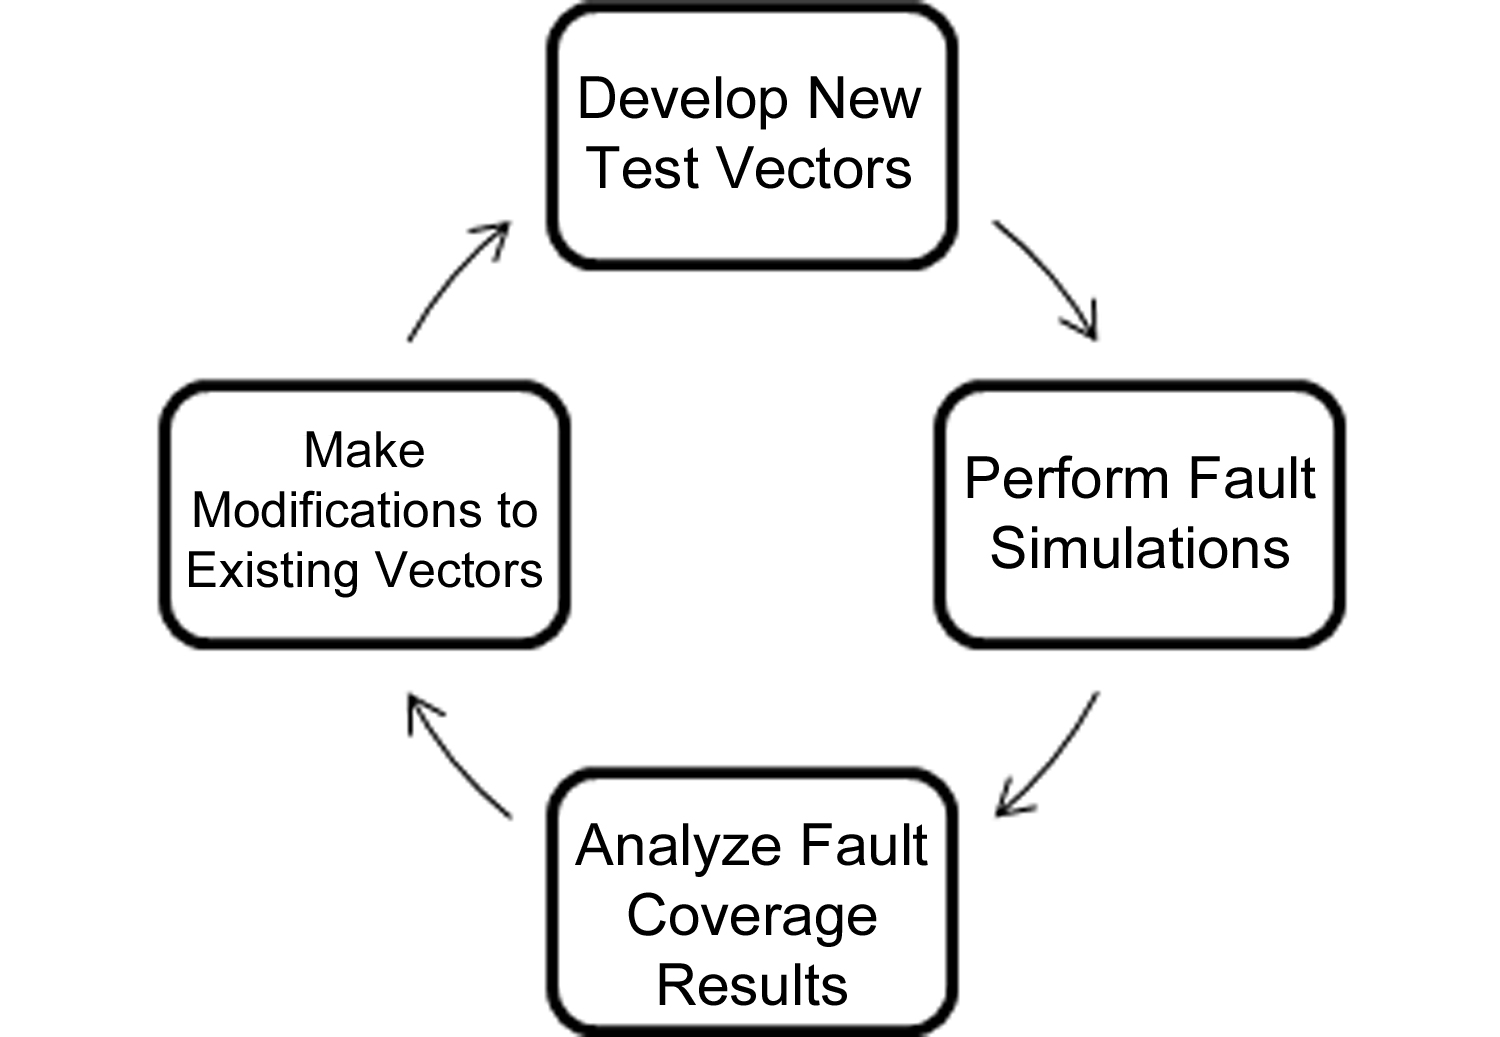 Develop New
Test Vectors
Perform Fault
Simulations
Analyze Fault
Coverage
Results
Make
Modifications to
Existing Vectors